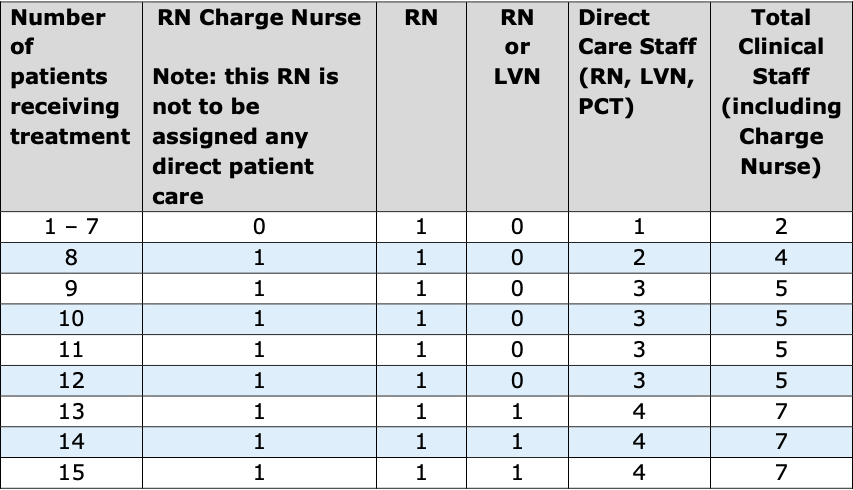 Number of patients receiving treatment | RN Charge Nurse Note: this RN is not to be assigned any direct patient care | RN | RN or LVN | Direct Care Staff (RN, LVN, PCT) | Total Clinical Staff (including Charge Nurse)
1 – 7 | 0 | 1 | 0 | 1 | 2
8 | 1 | 1 | 0 | 2 | 4
9 | 1 | 1 | 0 | 3 | 5
10 | 1 | 1 | 0 | 3 | 5
11 | 1 | 1 | 0 | 3 | 5
12 | 1 | 1 | 0 | 3 | 5
13 | 1 | 1 | 1 | 4 | 7
14 | 1 | 1 | 1 | 4 | 7
15 | 1 | 1 | 1 | 4 | 7